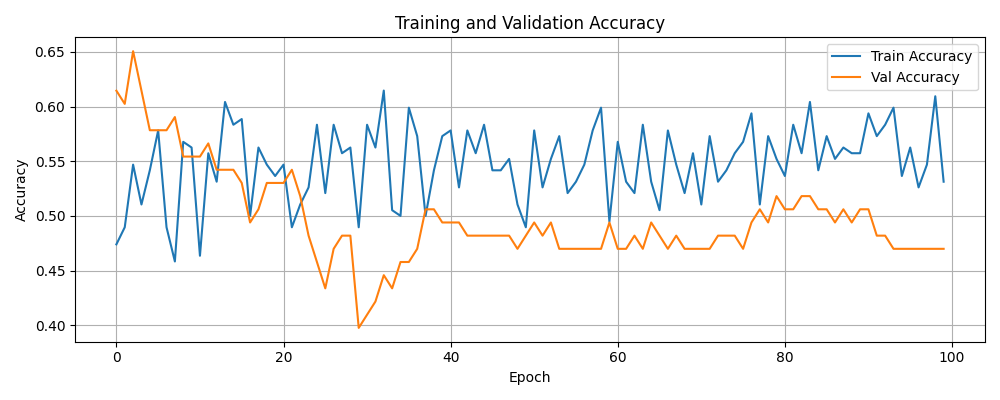 Training and Validation Accuracy
Train Accuracy
Val Accuracy
0.65
0.60
0.55
0.50
0.45
0.40
Accuracy
0 20 40 60 80 100
Epoch